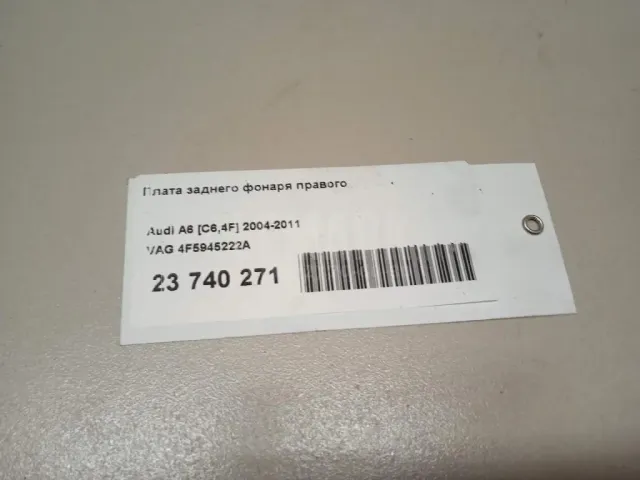 Плата заднего фонаря правого
Audi A6 [C6,4F] 2004-2011
VAG 4F5945222A
23 740 271